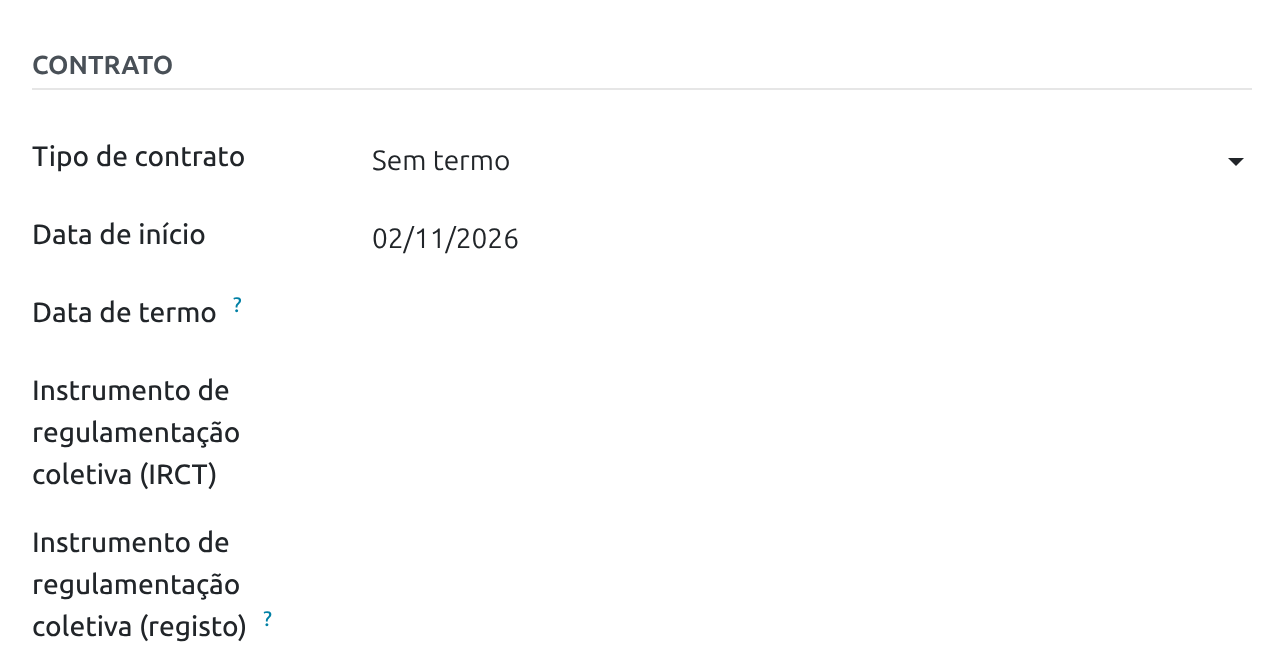 CONTRATO
Tipo de contrato
Sem termo
Data de início
02/11/2026
Data de termo ?
Instrumento de
regulamentação
coletiva (IRCT)
Instrumento de
regulamentação
coletiva (registo) ?